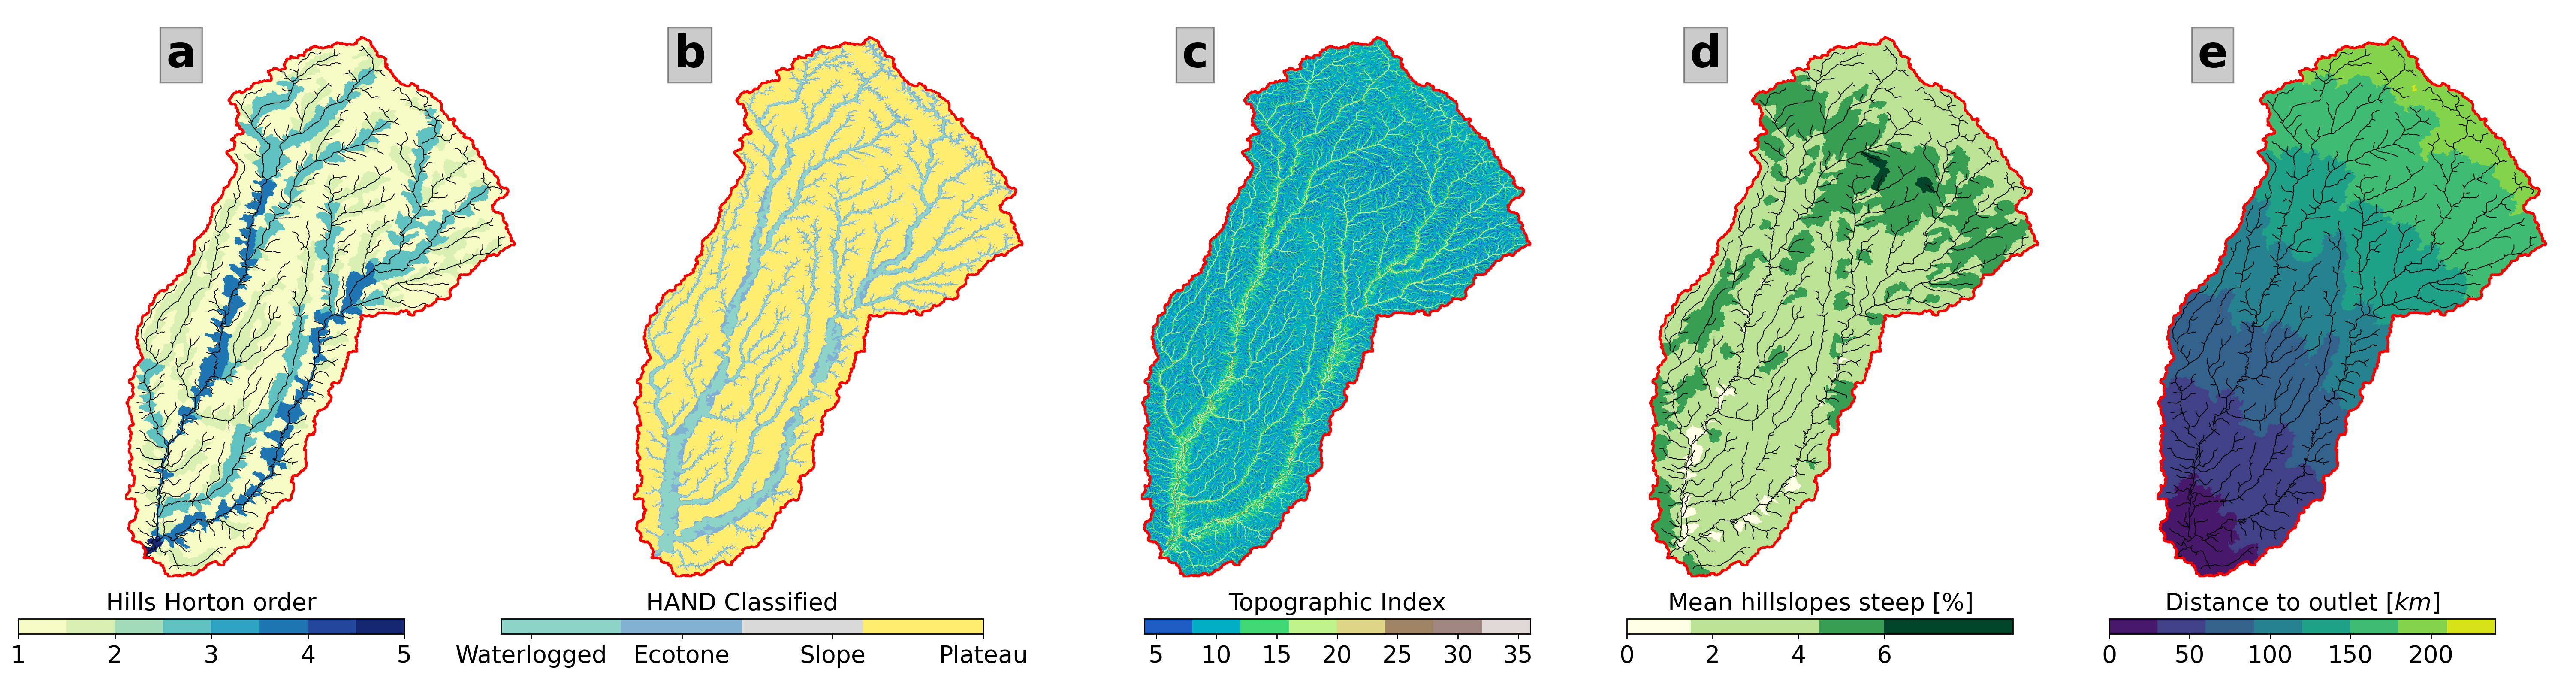 a
b
c
d
e
Hills Horton order
1 2 3 4 5
HAND Classified
Waterlogged Ecotone Slope Plateau
Topographic Index
5 10 15 20 25 30 35
Mean hillslopes steep [%]
0 2 4 6
Distance to outlet [km]
0 50 100 150 200